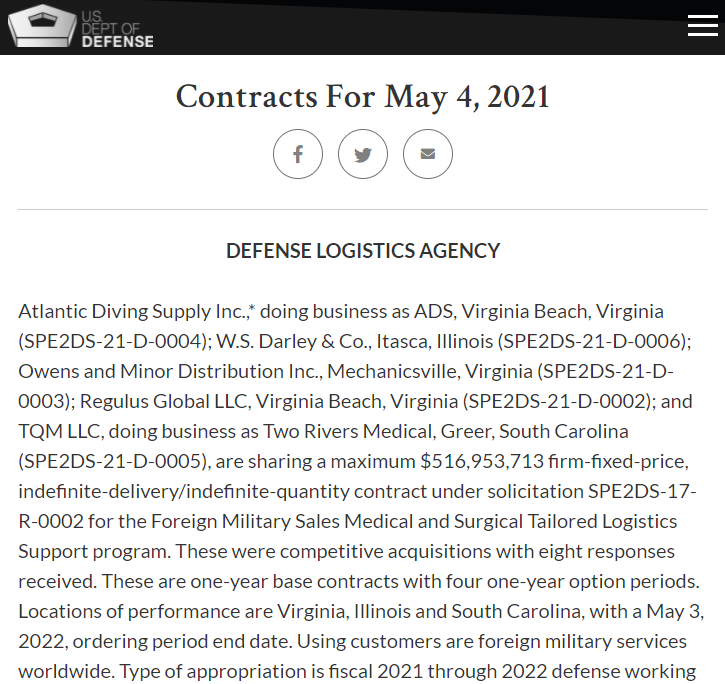 U.S.
DEPT OF
DEFENSE
Contracts For May 4, 2021
DEFENSE LOGISTICS AGENCY
Atlantic Diving Supply Inc.,* doing business as ADS, Virginia Beach, Virginia
(SPE2DS-21-D-0004); W.S. Darley & Co., Itasca, Illinois (SPE2DS-21-D-0006);
Owens and Minor Distribution Inc., Mechanicsville, Virginia (SPE2DS-21-D-
0003); Regulus Global LLC, Virginia Beach, Virginia (SPE2DS-21-D-0002); and
TQM LLC, doing business as Two Rivers Medical, Greer, South Carolina
(SPE2DS-21-D-0005), are sharing a maximum $516,953,713 firm-fixed-price,
indefinite-delivery/indefinite-quantity contract under solicitation SPE2DS-17-
R-0002 for the Foreign Military Sales Medical and Surgical Tailored Logistics
Support program. These were competitive acquisitions with eight responses
received. These are one-year base contracts with four one-year option periods.
Locations of performance are Virginia, Illinois and South Carolina, with a May 3,
2022, ordering period end date. Using customers are foreign military services
worldwide. Type of appropriation is fiscal 2021 through 2022 defense working